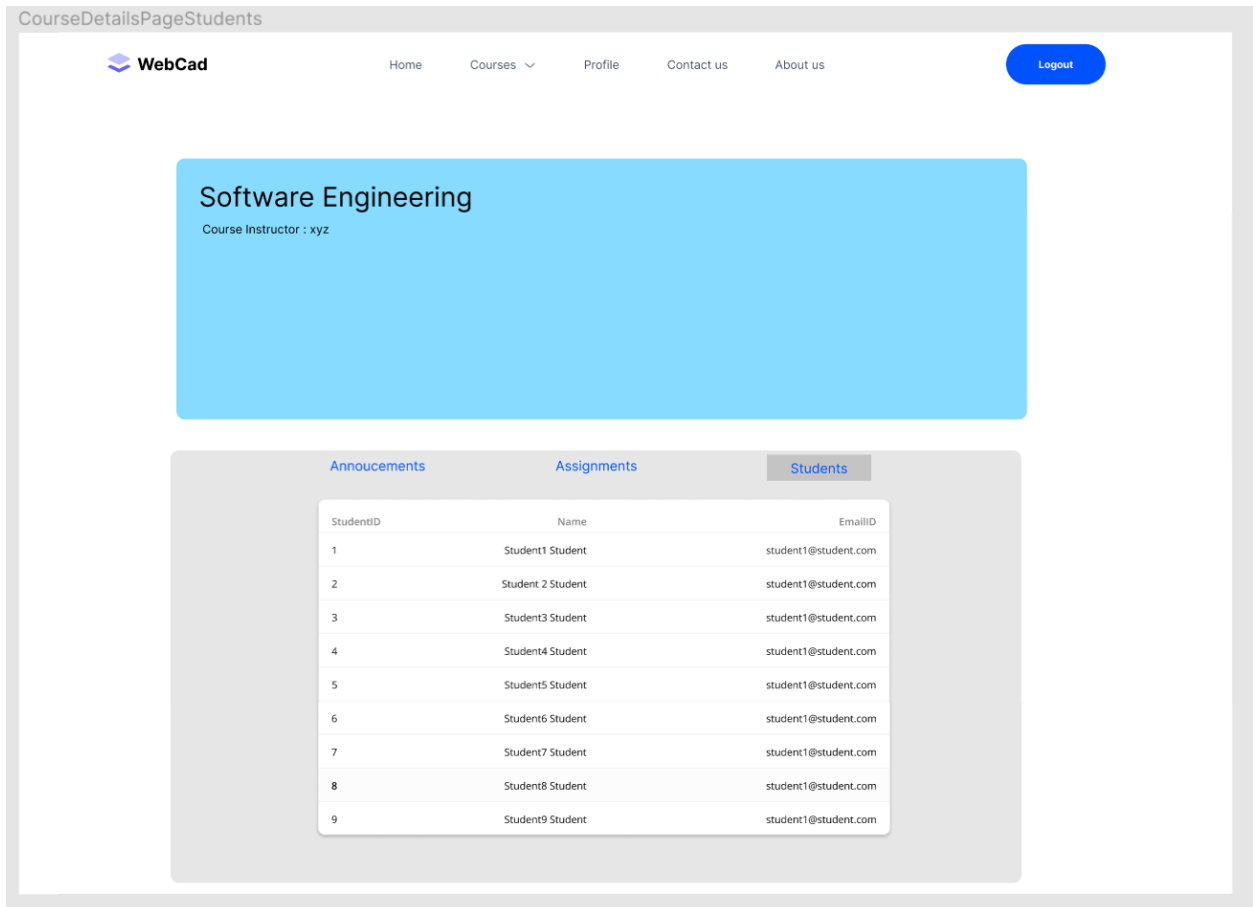 CourseDetailsPageStudents
WebCad Home Courses Profile Contact us About us Logout
Software Engineering
Course Instructor : xyz
Annoucements Assignments Students
StudentID Name EmailID
1 Student1 Student student1@student.com
2 Student 2 Student student1@student.com
3 Student3 Student student1@student.com
4 Student4 Student student1@student.com
5 Student5 Student student1@student.com
6 Student6 Student student1@student.com
7 Student7 Student student1@student.com
8 Student8 Student student1@student.com
9 Student9 Student student1@student.com